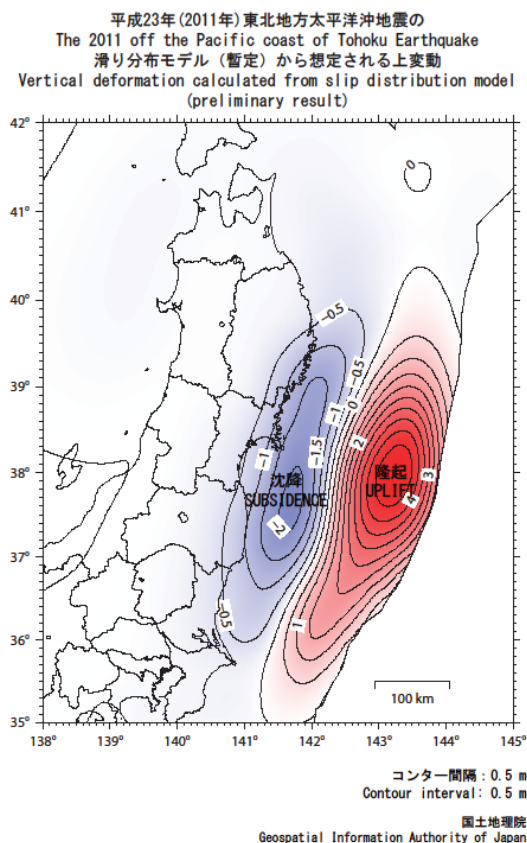 平成23年(2011年)東北地方太平洋沖地震の
The 2011 off the Pacific coast of Tohoku Earthquake
滑り分布モデル（暫定）から想定される上変動
Vertical deformation calculated from slip distribution model
(preliminary result)
42°
0
41°
40°
-0.5
-0.5
39°
0
-1
2
-1.5
-1
38°
沈降
隆起
3
SUBSIDENCE
UPLIFT
4
-2
37°
-0.5
1
36°
100 km
35°
138°
139°
140°
141°
142°
143°
144°
145°
コンター間隔：0.5 m
Contour interval: 0.5 m
国土地理院
Geospatial Information Authority of Japan